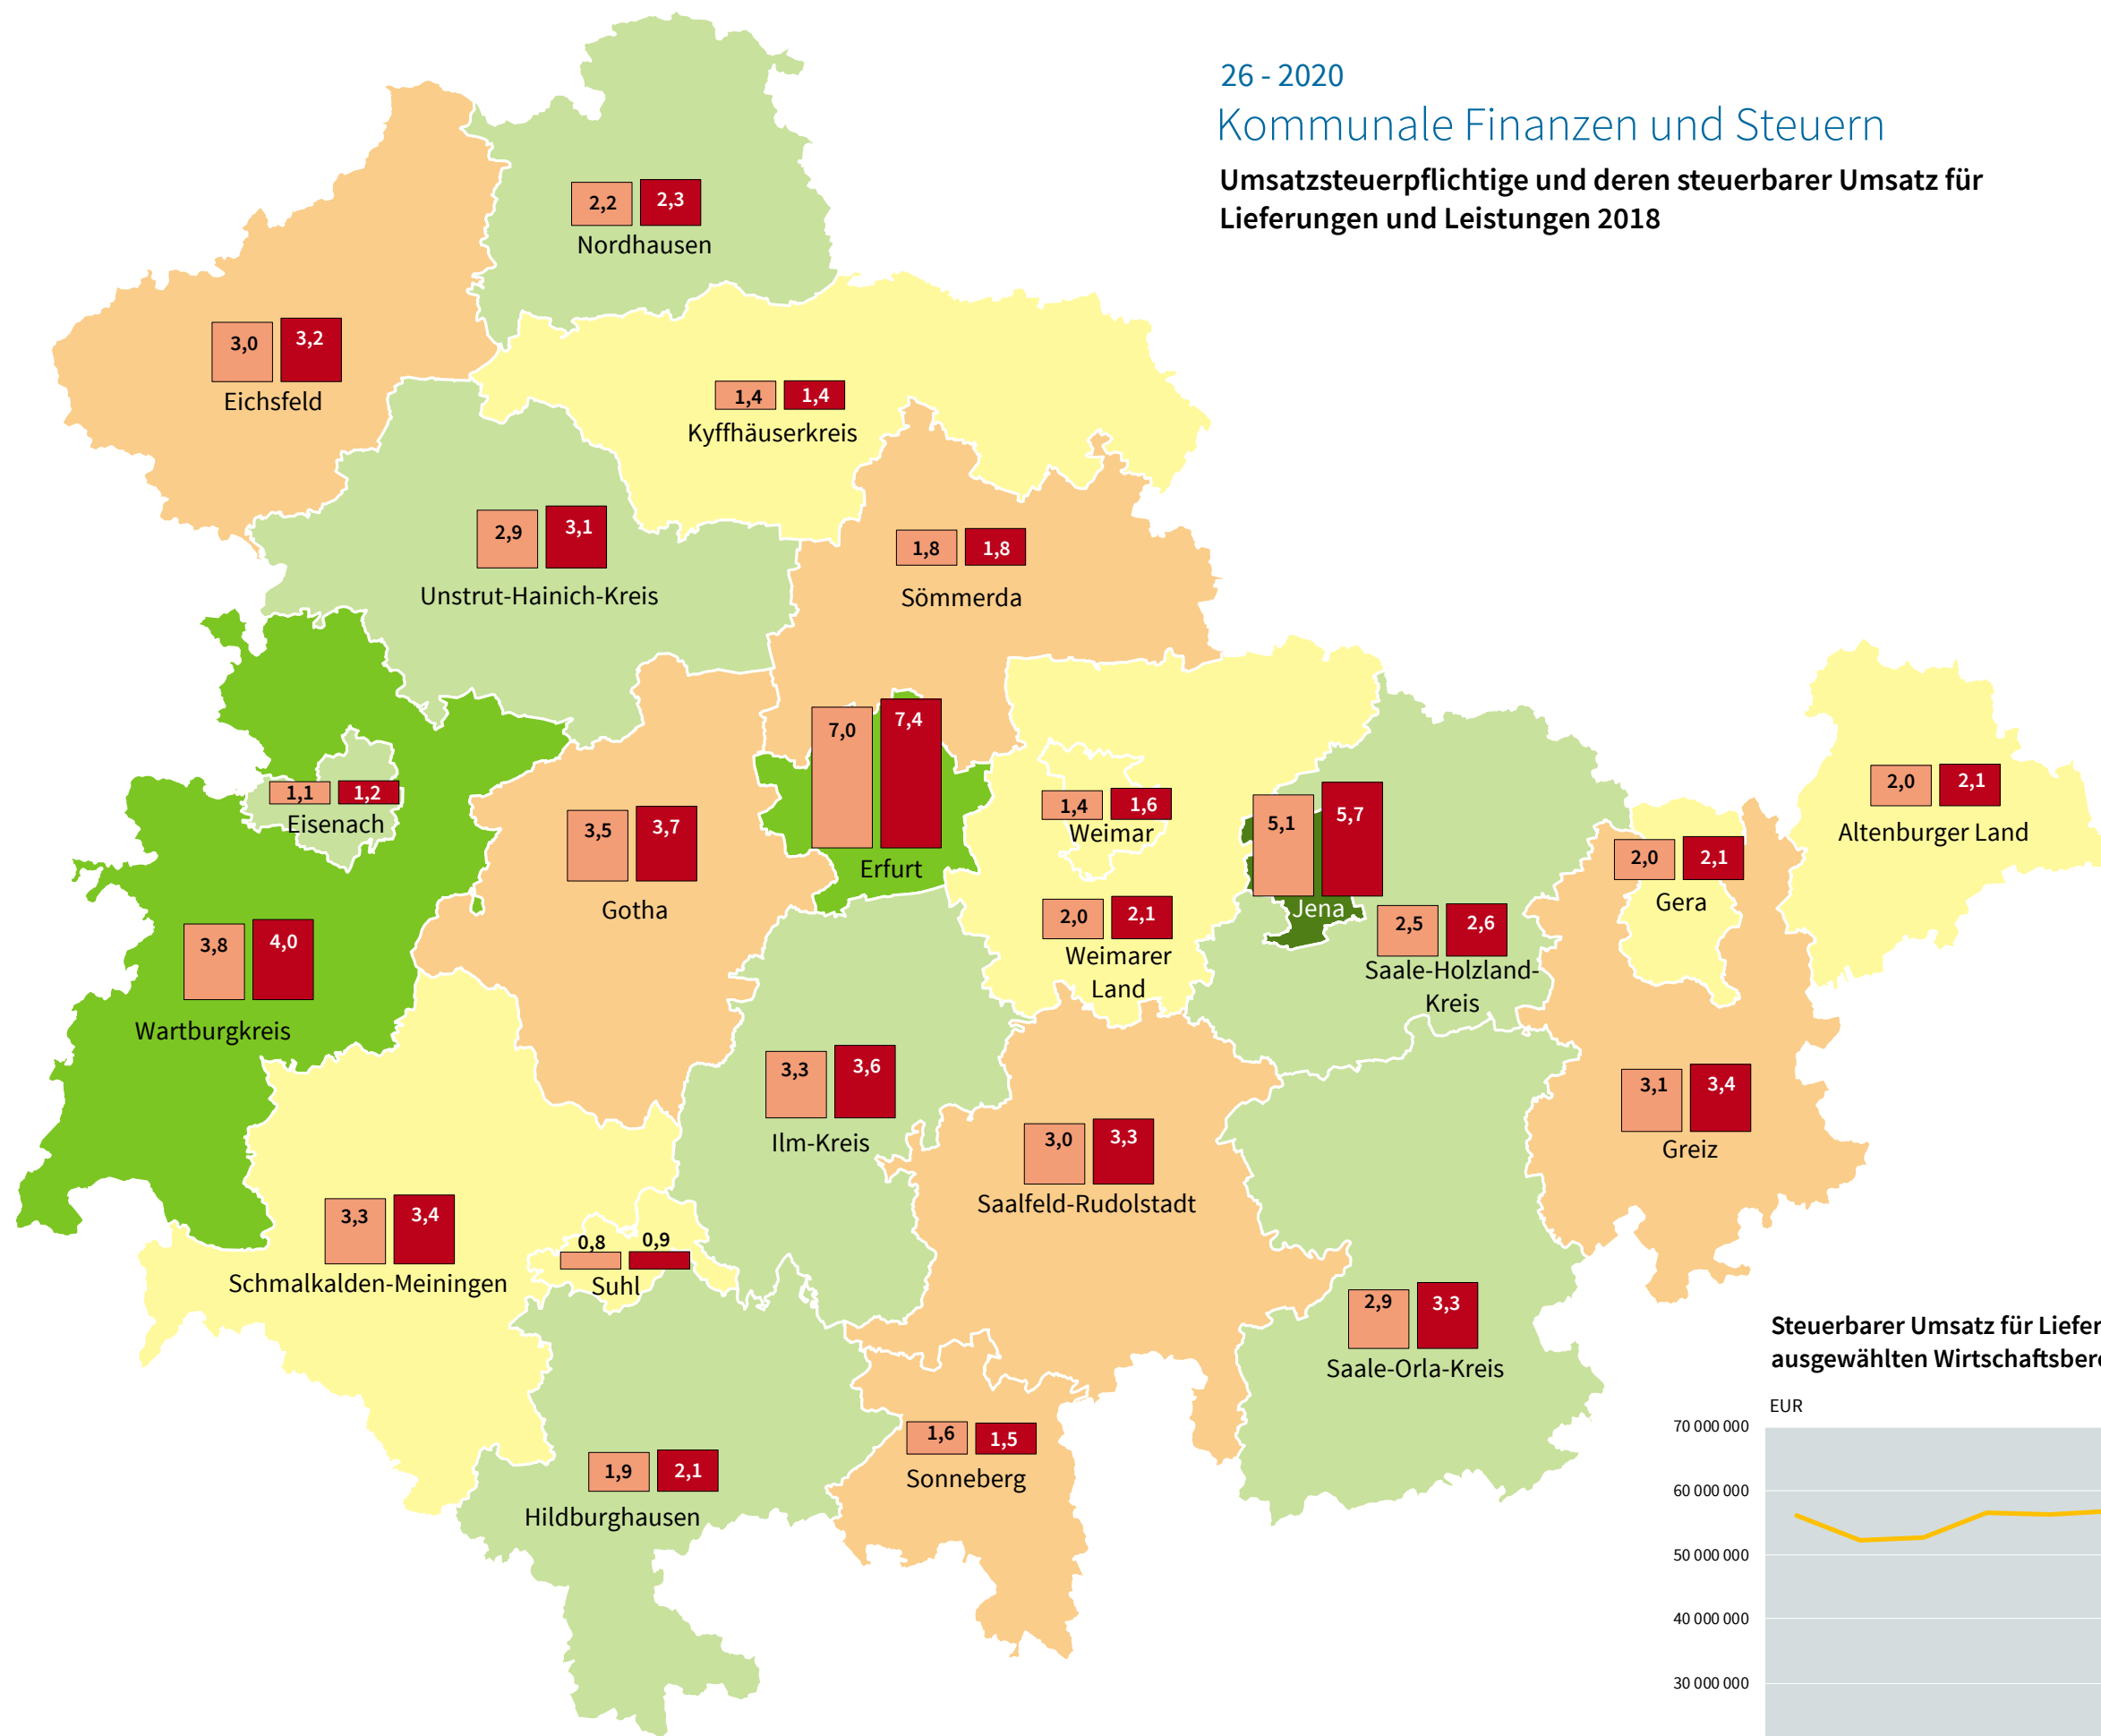 26 - 2020
Kommunale Finanzen und Steuern
Umsatzsteuerpflichtige und deren steuerbarer Umsatz für
Lieferungen und Leistungen 2018
2,2 2,3
Nordhausen
3,0 3,2
Eichsfeld
1,4 1,4
Kyffhäuserkreis
2,9 3,1
Unstrut-Hainich-Kreis
1,8 1,8
Sömmerda
7,0 7,4
Erfurt
1,1 1,2
Eisenach
3,5 3,7
Gotha
1,4 1,6
Weimar
5,1 5,7
Jena
2,0 2,1
Altenburger Land
2,0 2,1
Gera
2,0 2,1
Weimarer
Land
2,5 2,6
Saale-Holzland-
Kreis
3,8 4,0
Wartburgkreis
3,3 3,6
Ilm-Kreis
3,1 3,4
Greiz
3,0 3,3
Saalfeld-Rudolstadt
3,3 3,4
Schmalkalden-Meiningen
0,8 0,9
Suhl
2,9 3,3
Saale-Orla-Kreis
1,6 1,5
Sonneberg
1,9 2,1
Hildburghausen
Steuerbarer Umsatz für Liefer
ausgewählten Wirtschaftsber
EUR
70 000 000
60 000 000
50 000 000
40 000 000
30 000 000